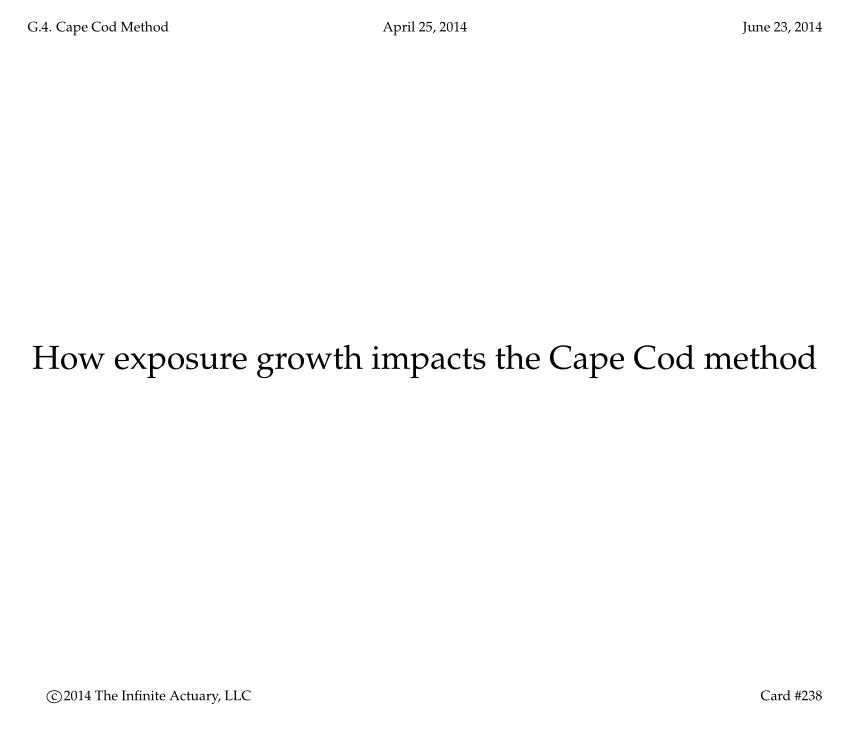 G.4. Cape Cod Method April 25, 2014 June 23, 2014
How exposure growth impacts the Cape Cod method
©2014 The Infinite Actuary, LLC Card #238